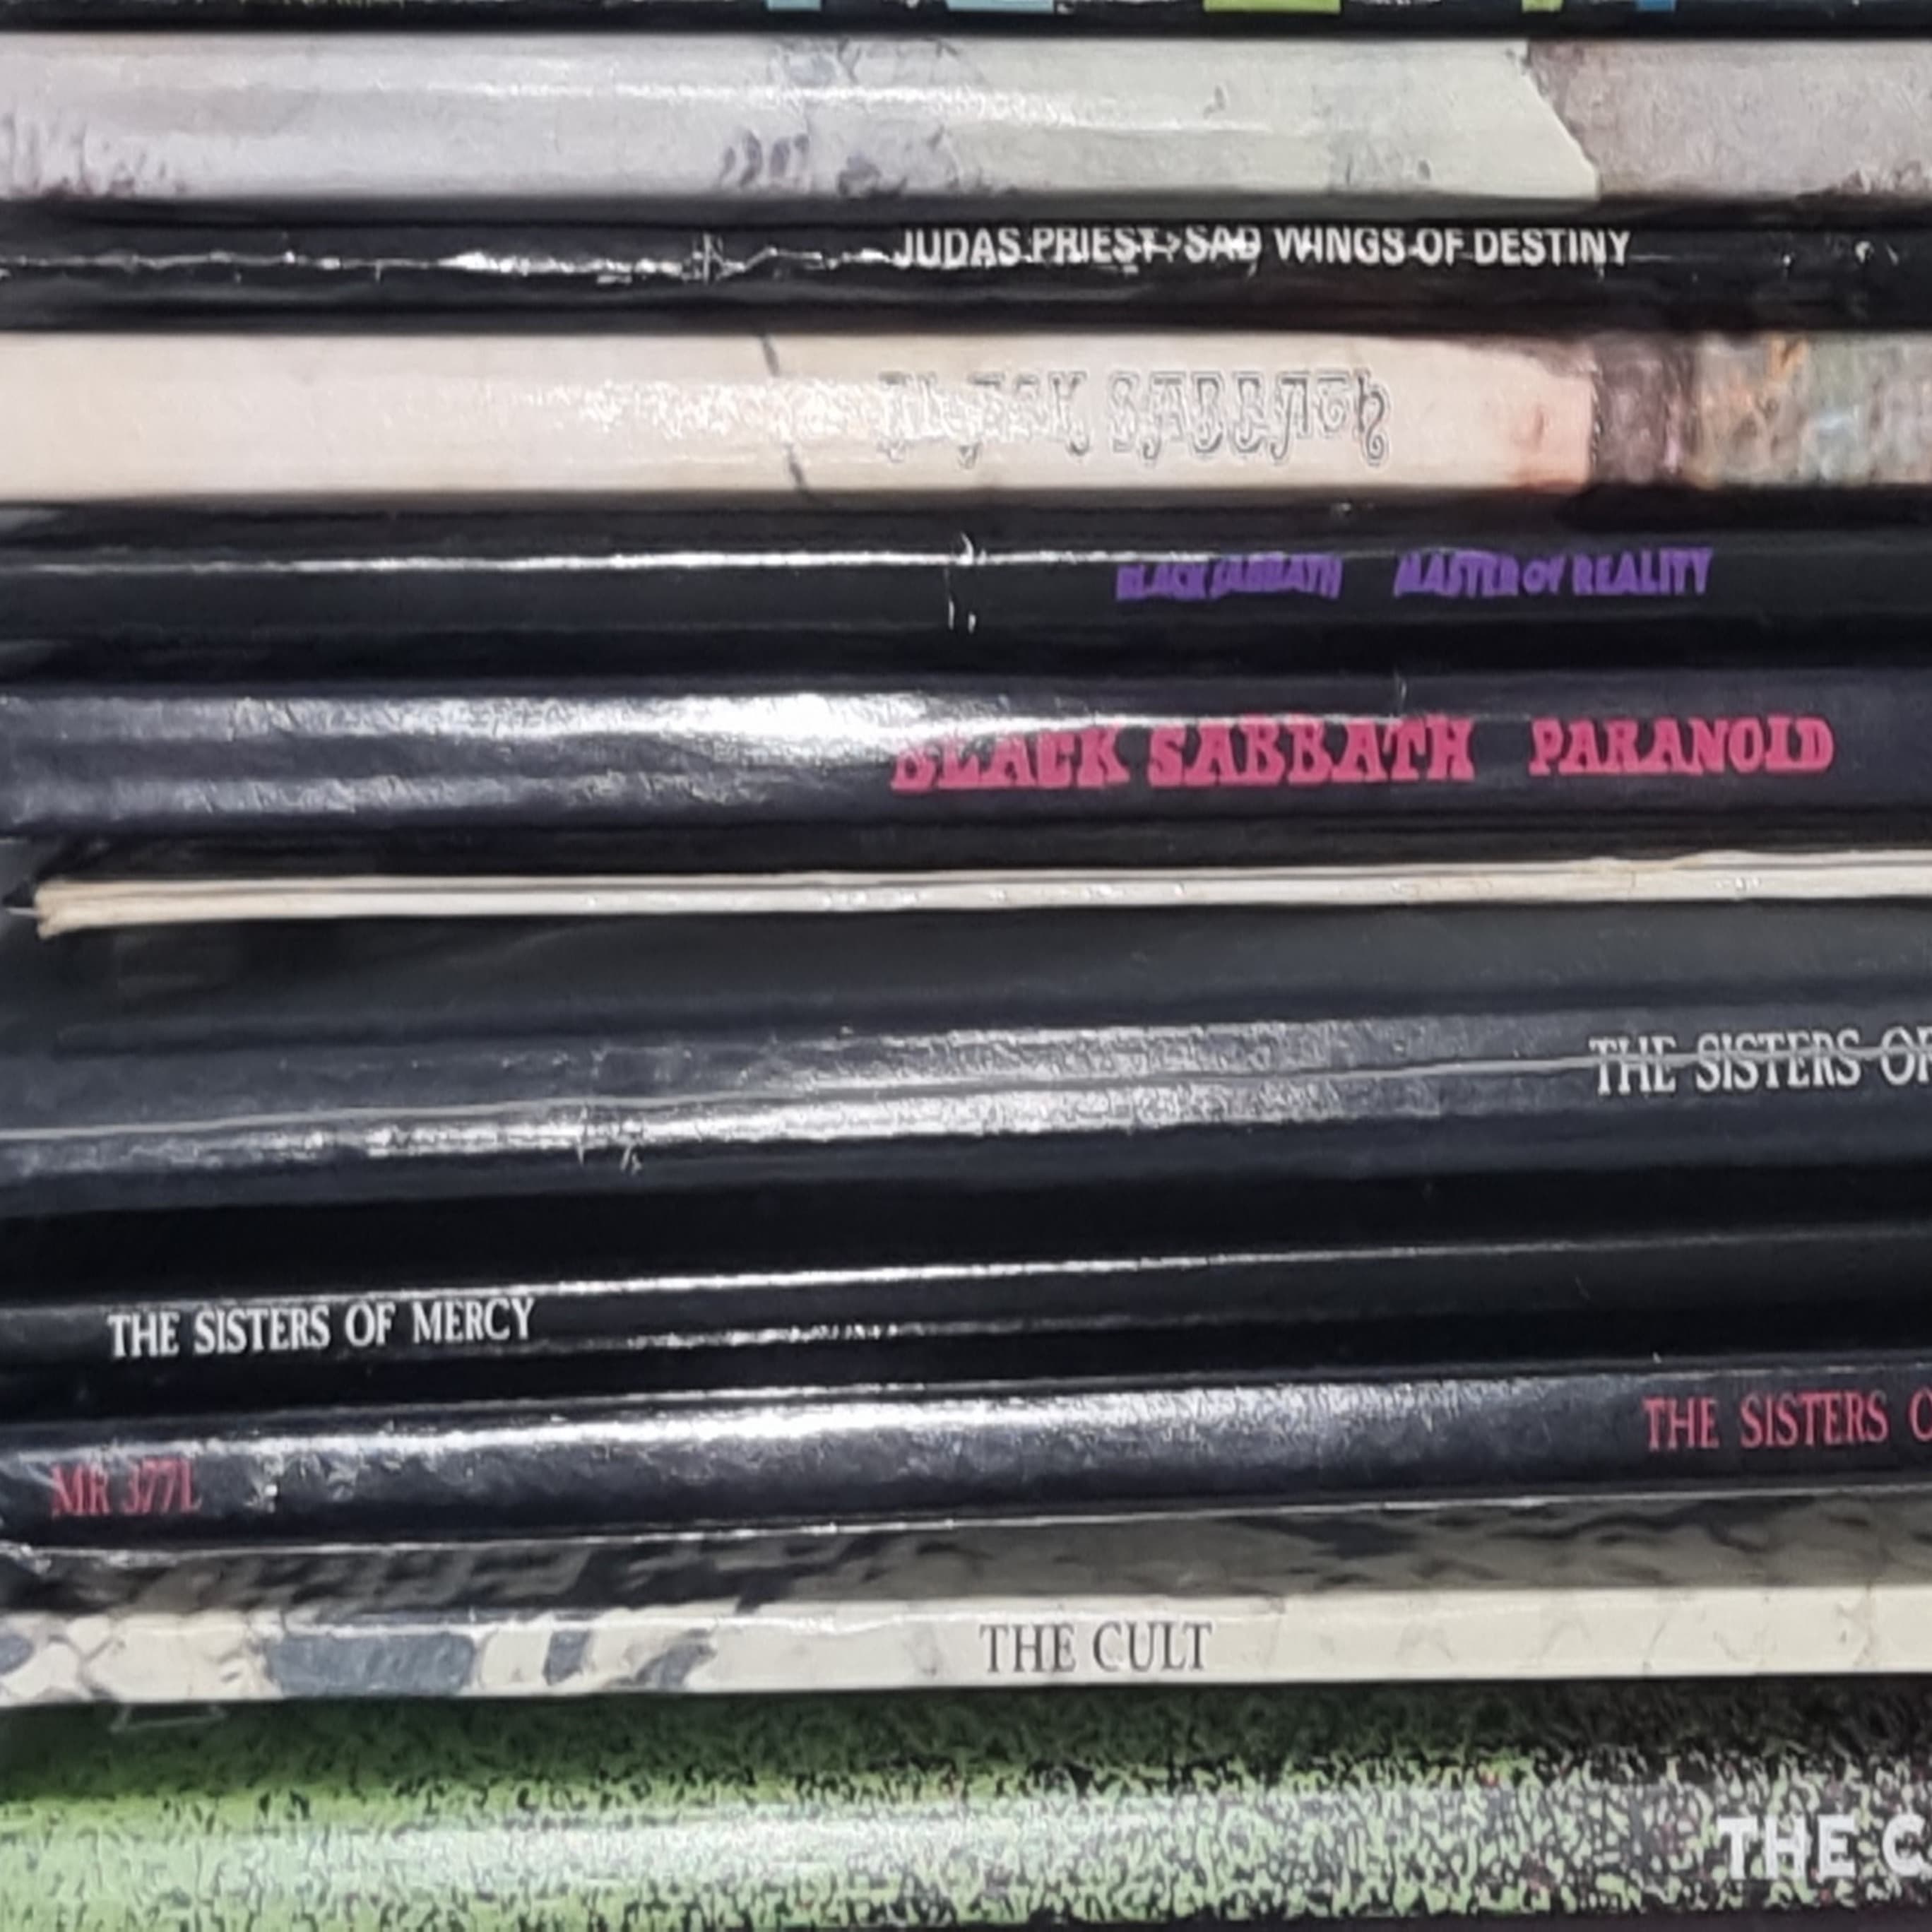 JUDAS PRIEST SAD WINGS OF DESTINY
BLACK SABBATH
BLACK SABBATH MASTER OF REALITY
BLACK SABBATH PARANOID
THE SISTERS OF
THE SISTERS OF MERCY
THE SISTERS
MR 377L
THE CULT
THE C